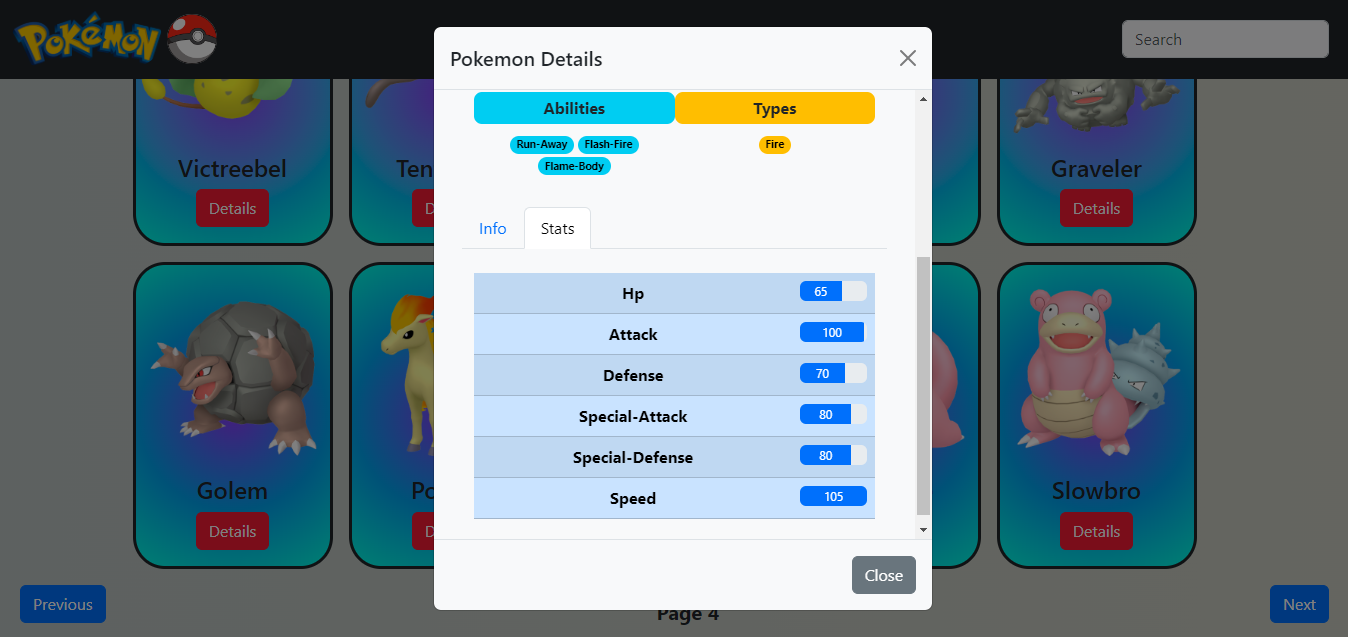 POKéMON
Search
Pokemon Details
Abilities
Types
Run-Away
Flash-Fire
Fire
Flame-Body
Victreebel
Ten
Graveler
Details
D
Details
Info
Stats
Hp
65
Attack
100
Defense
70
Special-Attack
80
Special-Defense
80
Speed
105
Golem
Po
Slowbro
Details
D
Details
Close
Previous
Page 4
Next